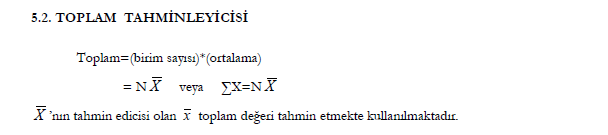 5.2. TOPLAM TAHMİNLEYİCİSİ
Toplam=(birim sayısı)*(ortalama)
= N X̅ veya ∑X=N X̅
X̅ ’nın tahmin edicisi olan x̅ toplam değeri tahmin etmekte kullanılmaktadır.